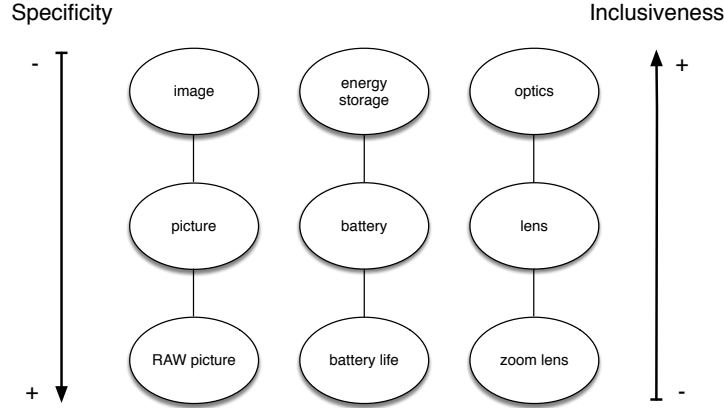 Specificity
Inclusiveness
-
+
image
energy
storage
optics
picture
battery
lens
RAW picture
battery life
zoom lens
+
-